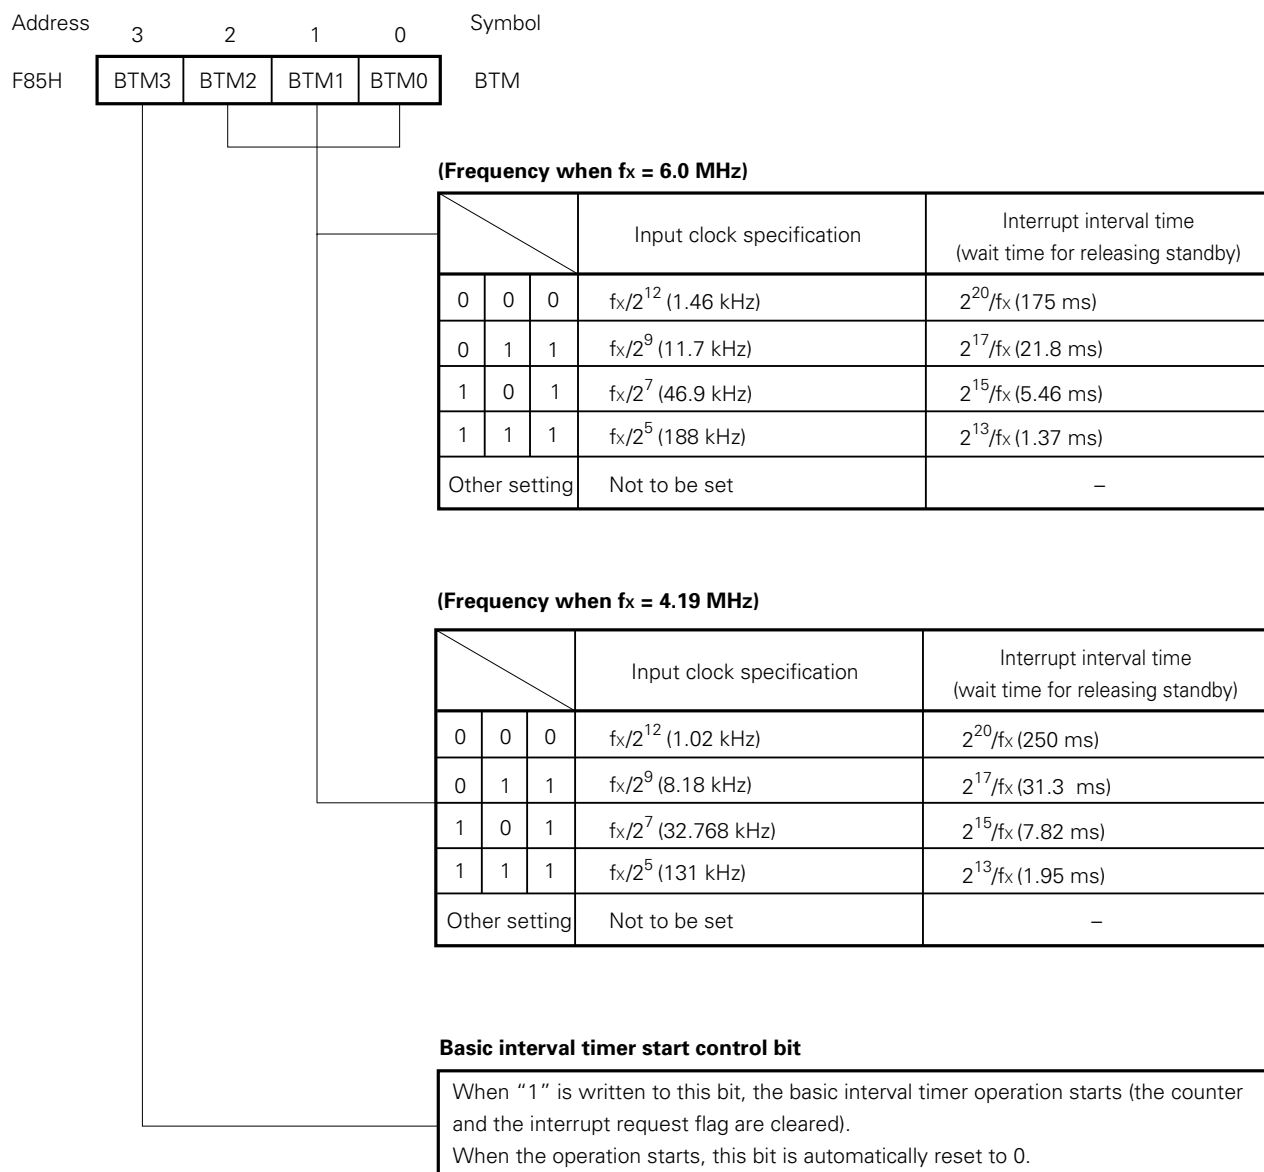 Address 3 2 1 0 Symbol
F85H BTM3 BTM2 BTM1 BTM0 BTM
(Frequency when fx = 6.0 MHz)
Input clock specification Interrupt interval time
(wait time for releasing standby)
0 0 0 fx/2^12 (1.46 kHz) 2^20/fx (175 ms)
0 1 1 fx/2^9 (11.7 kHz) 2^17/fx (21.8 ms)
1 0 1 fx/2^7 (46.9 kHz) 2^15/fx (5.46 ms)
1 1 1 fx/2^5 (188 kHz) 2^13/fx (1.37 ms)
Other setting Not to be set –
(Frequency when fx = 4.19 MHz)
Input clock specification Interrupt interval time
(wait time for releasing standby)
0 0 0 fx/2^12 (1.02 kHz) 2^20/fx (250 ms)
0 1 1 fx/2^9 (8.18 kHz) 2^17/fx (31.3 ms)
1 0 1 fx/2^7 (32.768 kHz) 2^15/fx (7.82 ms)
1 1 1 fx/2^5 (131 kHz) 2^13/fx (1.95 ms)
Other setting Not to be set –
Basic interval timer start control bit
When “1” is written to this bit, the basic interval timer operation starts (the counter
and the interrupt request flag are cleared).
When the operation starts, this bit is automatically reset to 0.